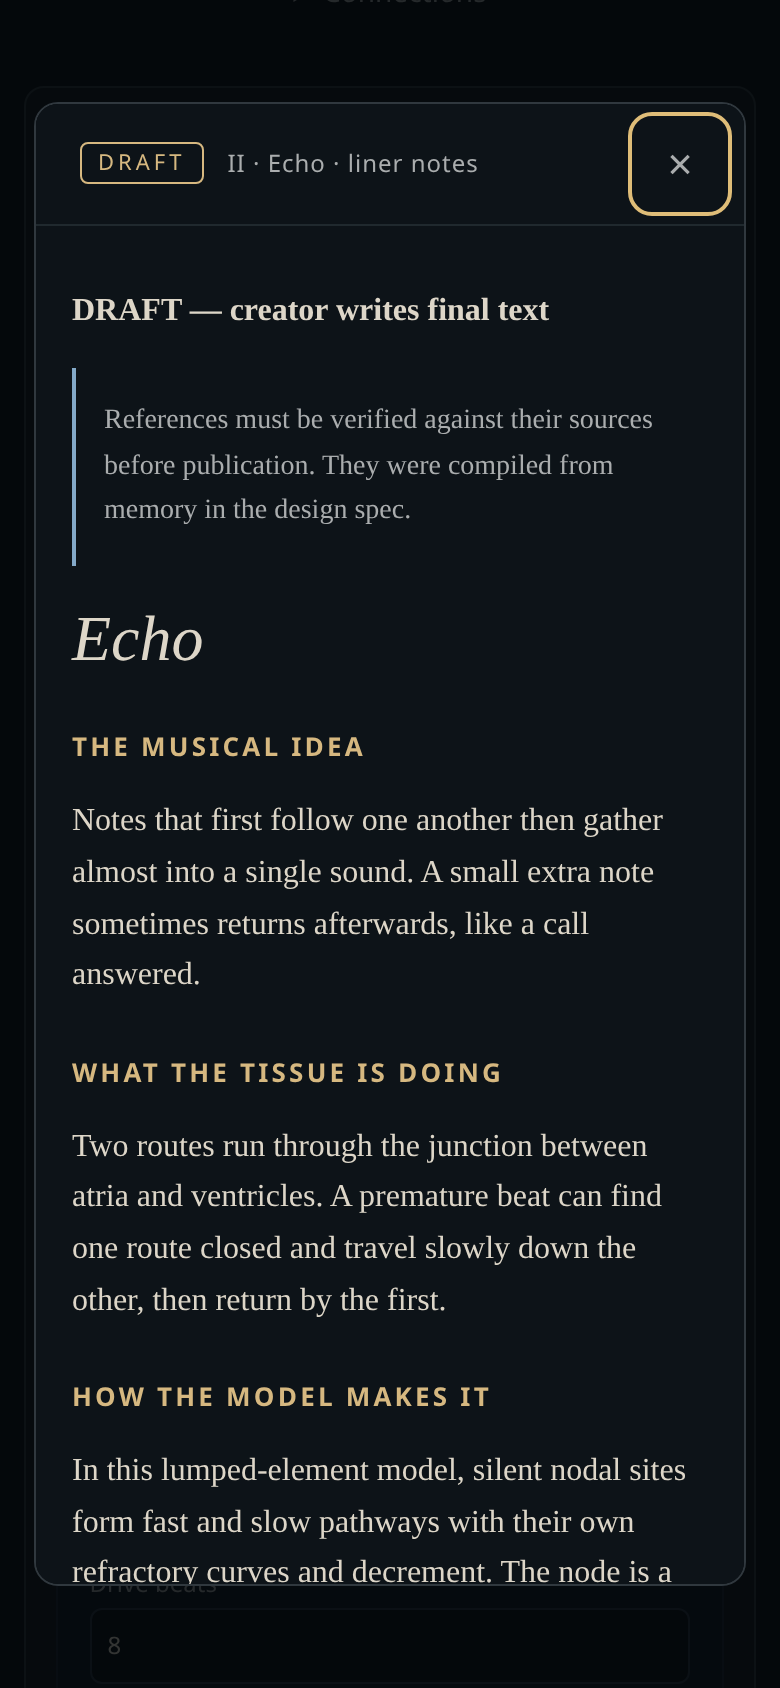 DRAFT
II · Echo · liner notes
×
DRAFT — creator writes final text
References must be verified against their sources
before publication. They were compiled from
memory in the design spec.
Echo
THE MUSICAL IDEA
Notes that first follow one another then gather
almost into a single sound. A small extra note
sometimes returns afterwards, like a call
answered.
WHAT THE TISSUE IS DOING
Two routes run through the junction between
atria and ventricles. A premature beat can find
one route closed and travel slowly down the
other, then return by the first.
HOW THE MODEL MAKES IT
In this lumped-element model, silent nodal sites
form fast and slow pathways with their own
refractory curves and decrement. The node is a
Drive beats
8